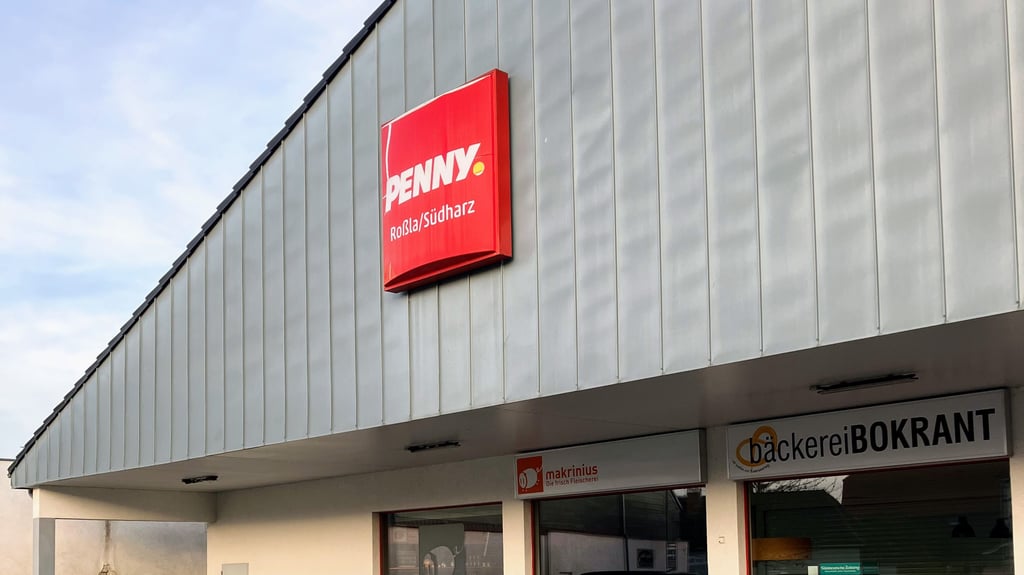 PENNY.
Roßla/Südharz
makrinius
Die frisch Fleischerei
bäckereiBOKRANT